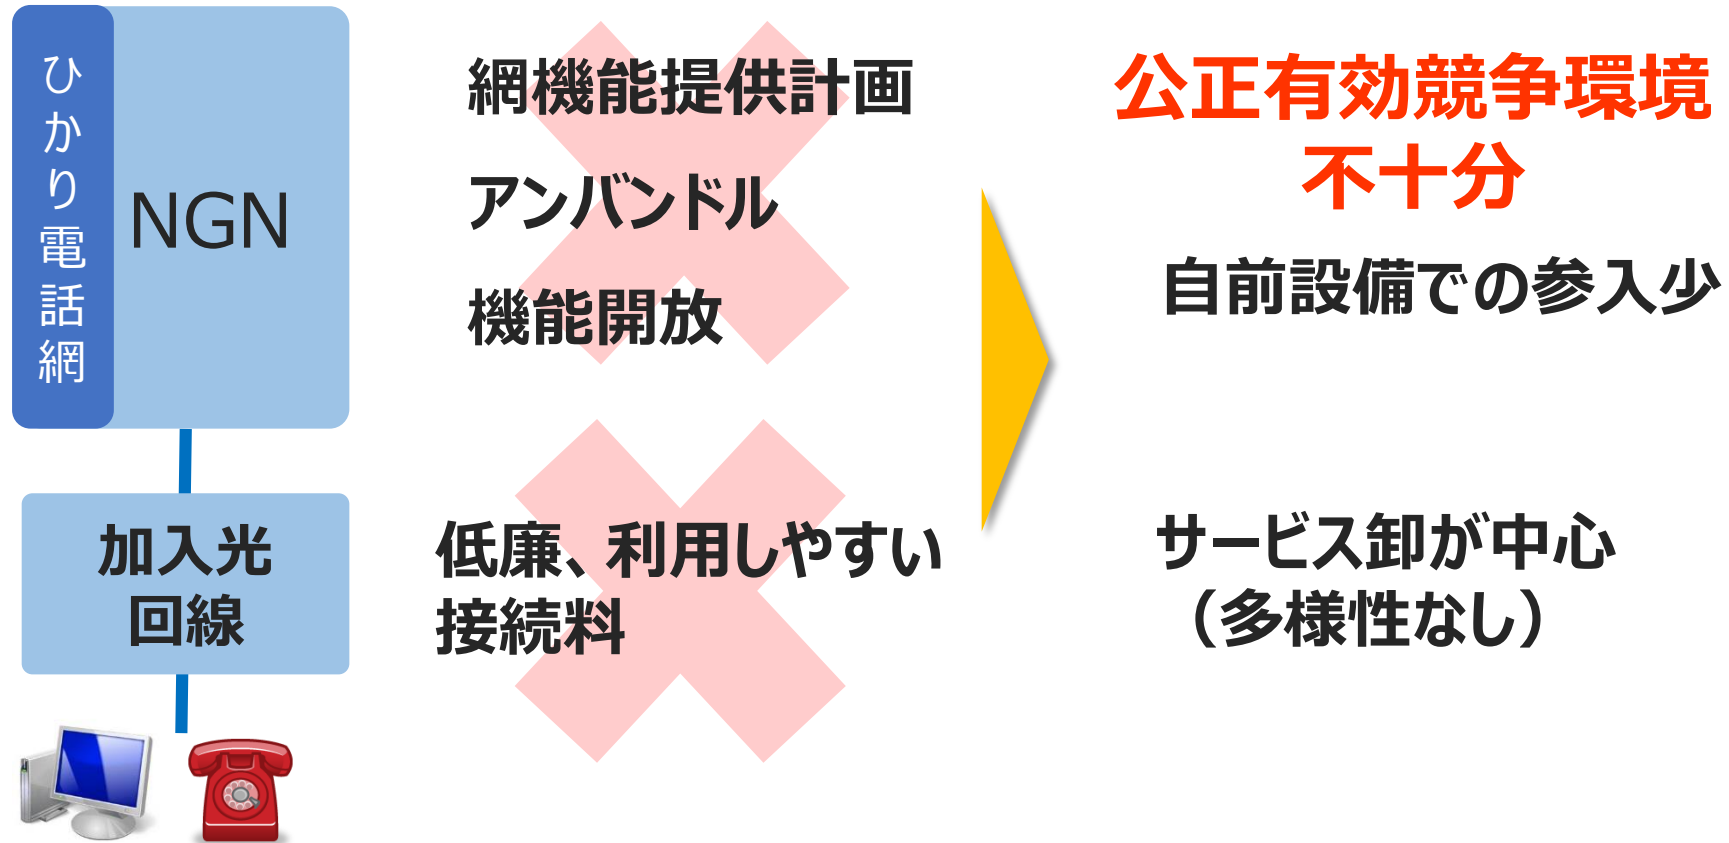 ひかり電話網
NGN
網機能提供計画
アンバンドル
機能開放
公正有効競争環境
不十分
自前設備での参入少
加入光
回線
低廉、利用しやすい
接続料
サービス卸が中心
（多様性なし）